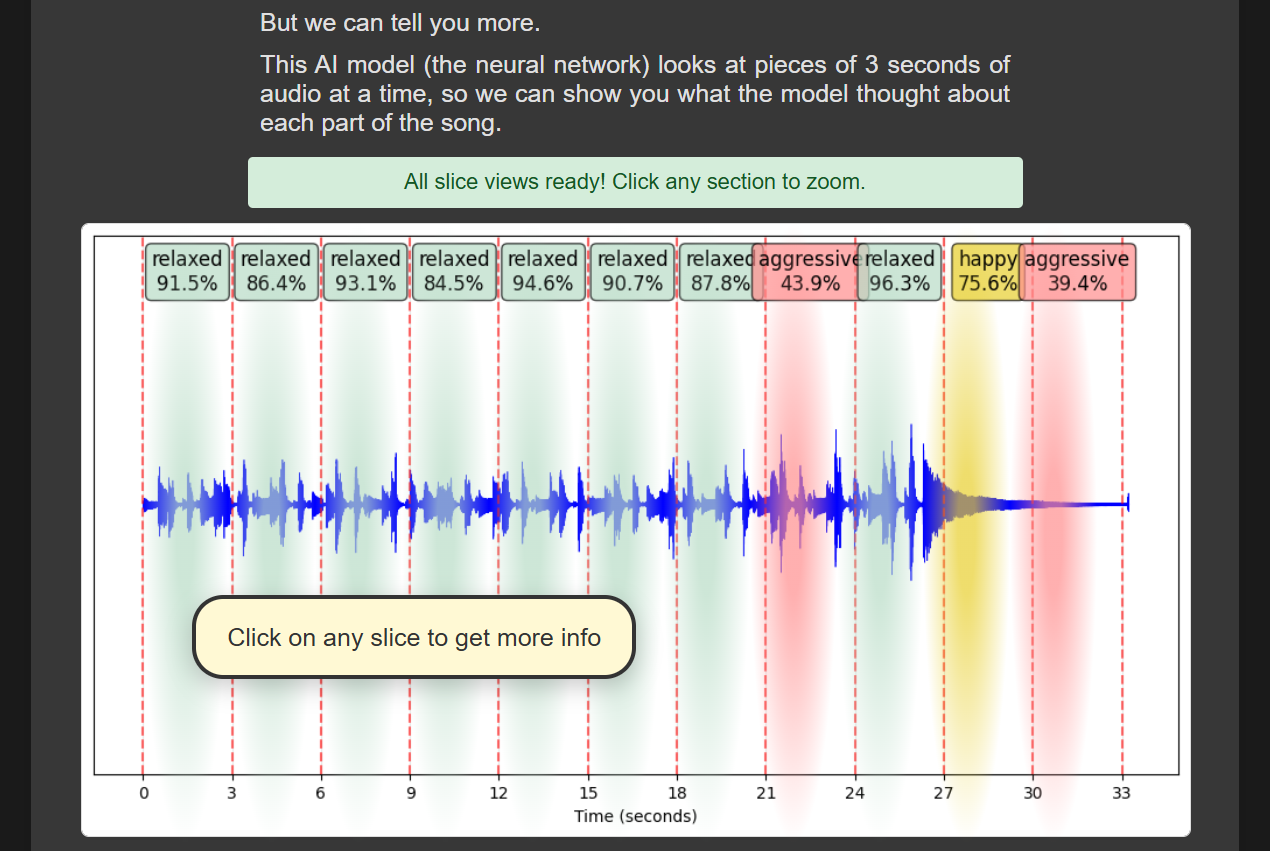 But we can tell you more.
This AI model (the neural network) looks at pieces of 3 seconds of
audio at a time, so we can show you what the model thought about
each part of the song.
All slice views ready! Click any section to zoom.
relaxed relaxed relaxed relaxed relaxed relaxed relaxed aggressive relaxed happy aggressive
91.5% 86.4% 93.1% 84.5% 94.6% 90.7% 87.8% 43.9% 96.3% 75.6% 39.4%
Click on any slice to get more info
0 3 6 9 12 15 18 21 24 27 30 33
Time (seconds)